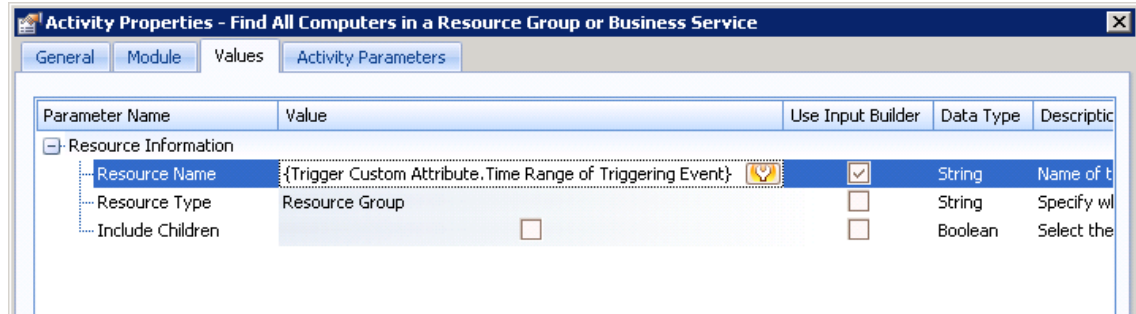 Activity Properties - Find All Computers in a Resource Group or Business Service
General Module Values Activity Parameters
Parameter Name Value Use Input Builder Data Type Descriptic
Resource Information
Resource Name {Trigger Custom Attribute.Time Range of Triggering Event} String Name of t
Resource Type Resource Group String Specify wl
Include Children Boolean Select the